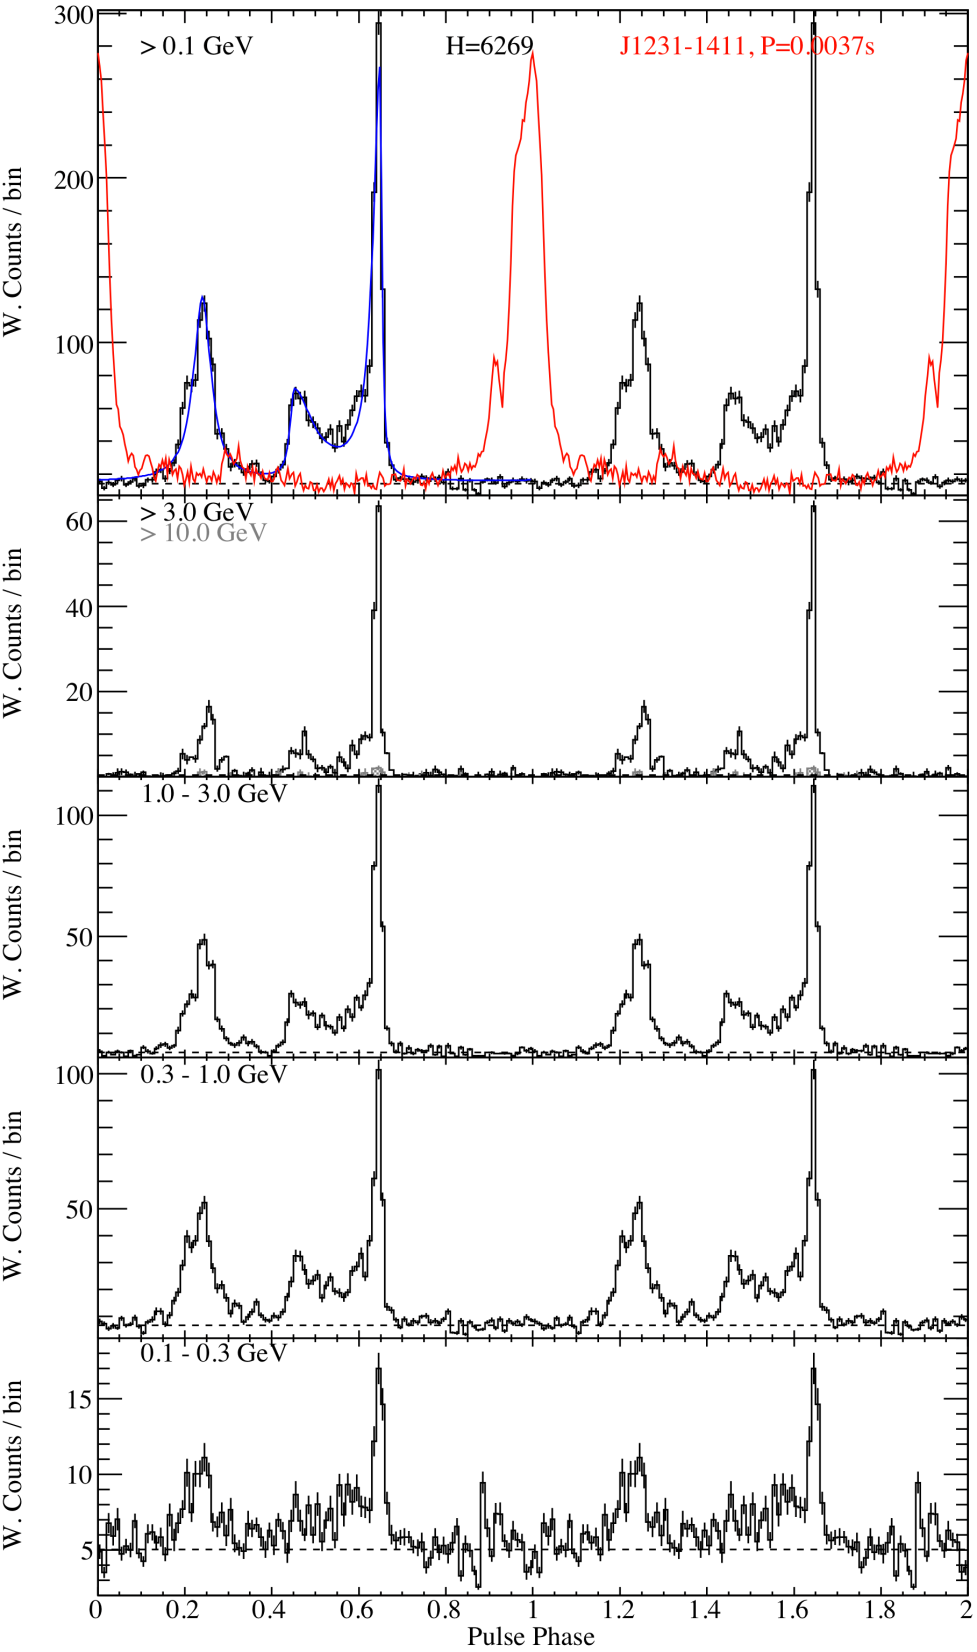 > 0.1 GeV H=6269 J1231-1411, P=0.0037s
300
200
100
W. Counts / bin
> 3.0 GeV
> 10.0 GeV
60
40
20
W. Counts / bin
1.0 - 3.0 GeV
100
50
W. Counts / bin
0.3 - 1.0 GeV
100
50
W. Counts / bin
0.1 - 0.3 GeV
15
10
5
W. Counts / bin
0 0.2 0.4 0.6 0.8 1 1.2 1.4 1.6 1.8 2
Pulse Phase